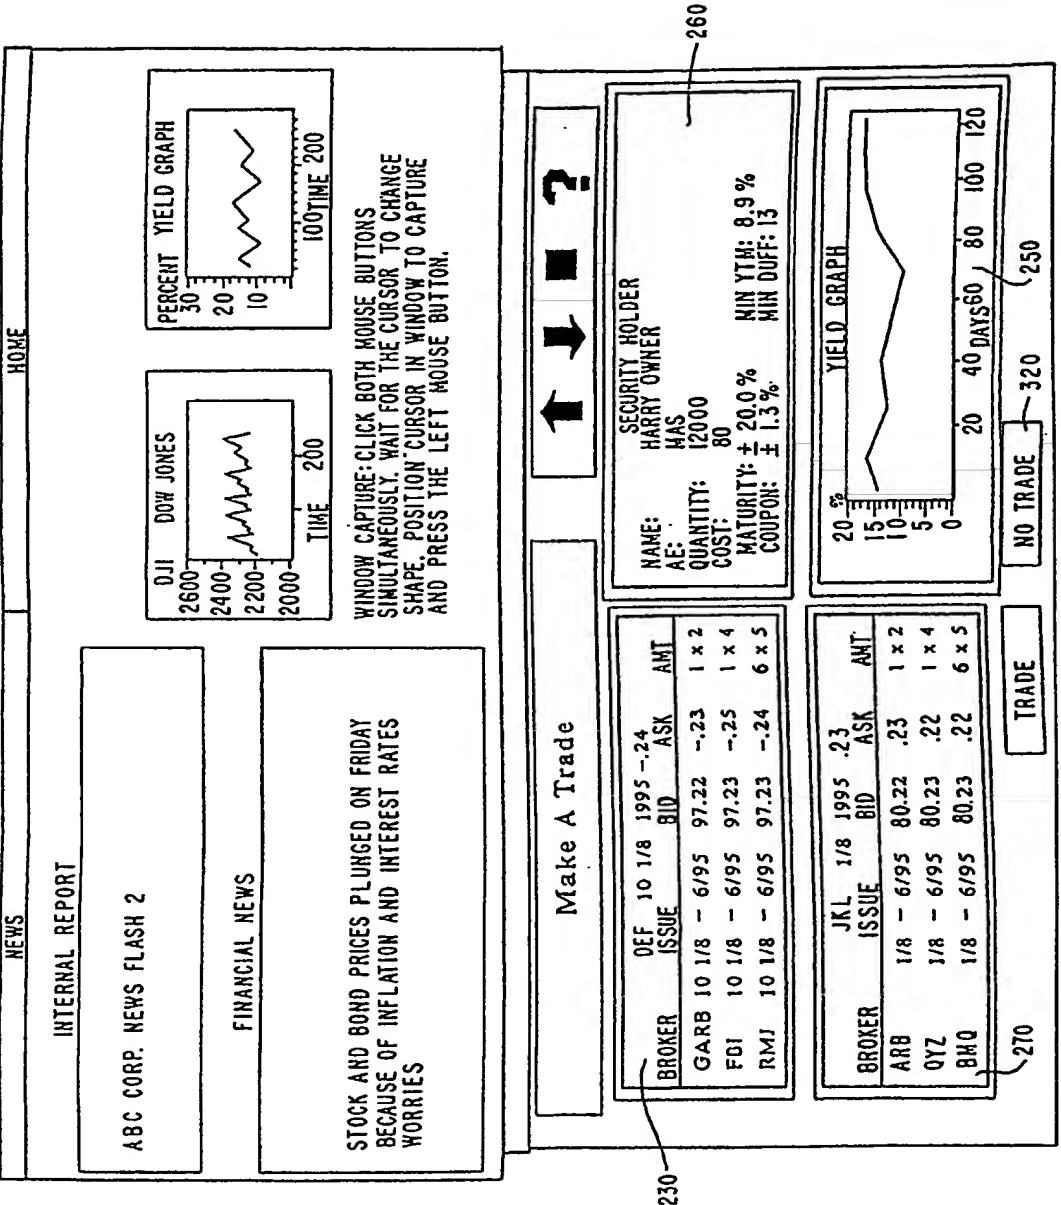 NEWS
HOME
INTERNAL REPORT
ABC CORP. NEWS FLASH 2
FINANCIAL NEWS
STOCK AND BOND PRICES PLUNGED ON FRIDAY
BECAUSE OF INFLATION AND INTEREST RATES
WORRIES
DJI DOW JONES
2600
2400
2200
2000
200
TIME
PERCENT YIELD GRAPH
30
20
10
100 TIME 200
WINDOW CAPTURE: CLICK BOTH MOUSE BUTTONS
SIMULTANEOUSLY. WAIT FOR THE CURSOR TO CHANGE
SHAPE. POSITION CURSOR IN WINDOW TO CAPTURE
AND PRESS THE LEFT MOUSE BUTTON.
Make A Trade
?
230
DEF 10 1/8 1995 -.24
BROKER ISSUE BID ASK AMT
GARB 10 1/8 - 6/95 97.22 -.23 1 x 2
FDI 10 1/8 - 6/95 97.23 -.25 1 x 4
RMJ 10 1/8 - 6/95 97.23 -.24 6 x 5
260
SECURITY HOLDER
NAME: HARRY OWNER
AE: MAS
QUANTITY: 12000
COST: 80
MATURITY: ± 20.0% MIN YTM: 8.9%
COUPON: ± 1.3% MIN DUFF: 13
JKL 1/8 1995 .23
BROKER ISSUE BID ASK AMT
ARB 1/8 - 6/95 80.22 .23 1 x 2
QYZ 1/8 - 6/95 80.23 .22 1 x 4
BMQ 1/8 - 6/95 80.23 .22 6 x 5
270
% YIELD GRAPH
20
15
10
5
0
20 40 60 80 100 120
DAYS
250
TRADE
NO TRADE
320